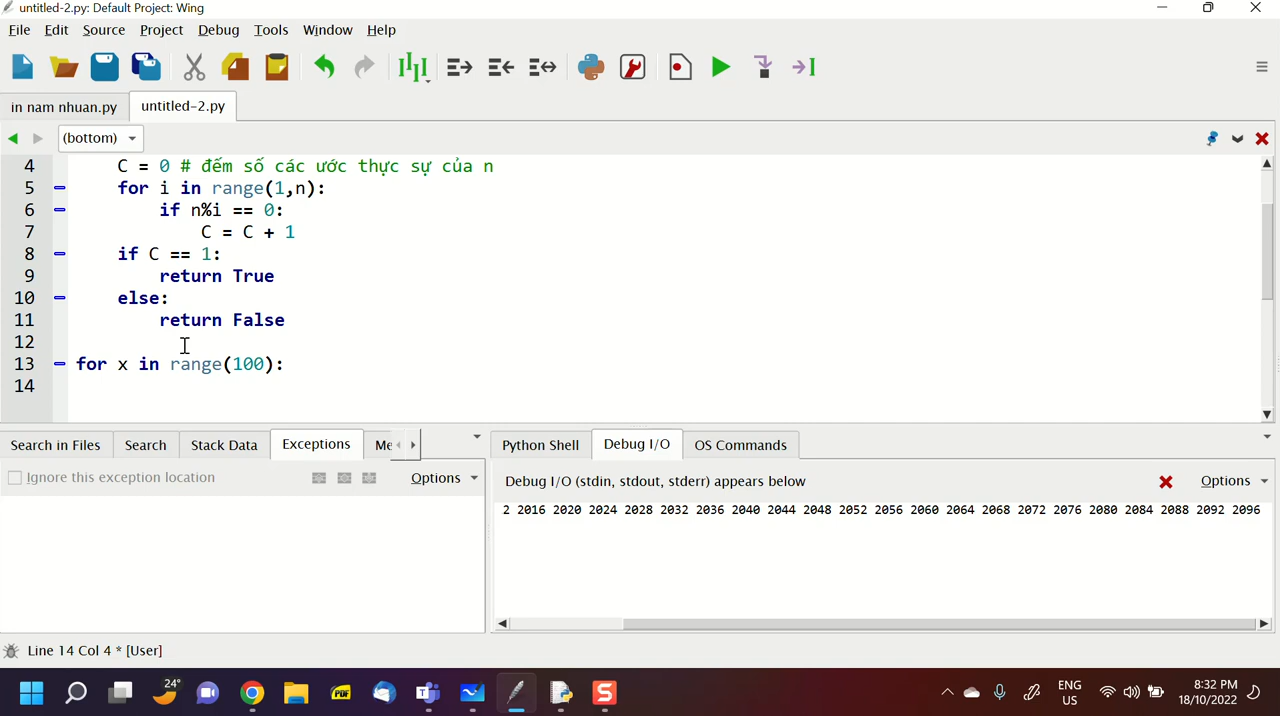 untitled-2.py: Default Project: Wing
File Edit Source Project Debug Tools Window Help
in nam nhuan.py untitled-2.py
(bottom)
4 C = 0 # đếm số các ước thực sự của n
5 for i in range(1,n):
6 if n%i == 0:
7 C = C + 1
8 if C == 1:
9 return True
10 else:
11 return False
12
13 for x in range(100):
14
Search in Files Search Stack Data Exceptions Me
Ignore this exception location Options
Python Shell Debug I/O OS Commands
Debug I/O (stdin, stdout, stderr) appears below Options
2 2016 2020 2024 2028 2032 2036 2040 2044 2048 2052 2056 2060 2064 2068 2072 2076 2080 2084 2088 2092 2096
Line 14 Col 4 * [User]
24°
PDF
ENG
US
8:32 PM
18/10/2022